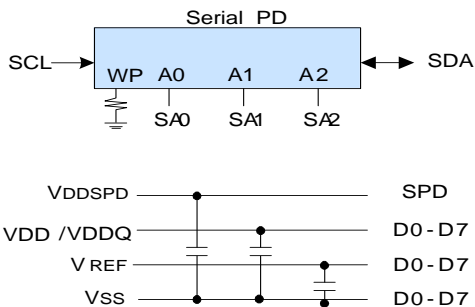 Serial PD
SCL
SDA
WP A0 A1 A2
SA0 SA1 SA2
VDDSPD SPD
VDD /VDDQ D0-D7
VREF D0-D7
VSS D0-D7